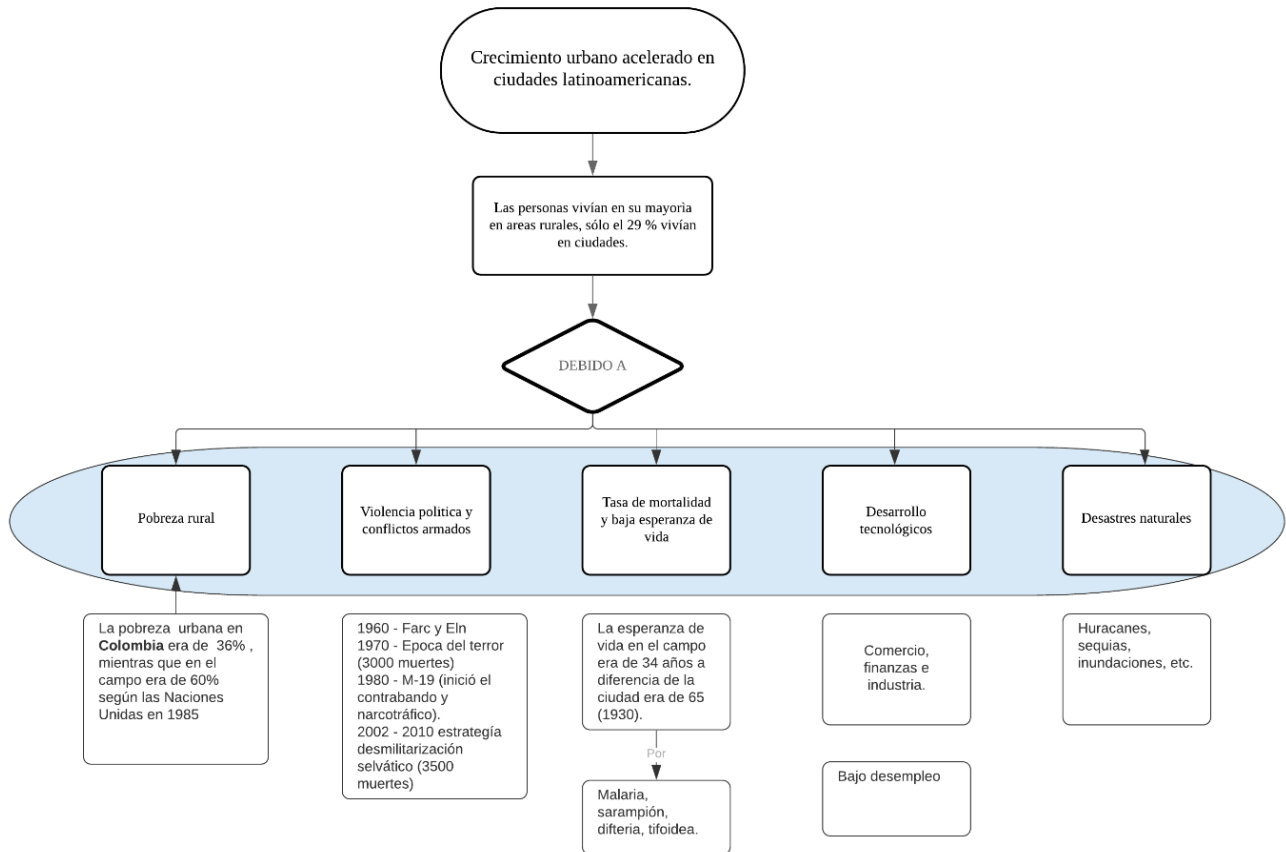 Crecimiento urbano acelerado en
ciudades latinoamericanas.
Las personas vivían en su mayoria
en areas rurales, sólo el 29 % vivían
en ciudades.
DEBIDO A
Pobreza rural
Violencia politica y
conflictos armados
Tasa de mortalidad
y baja esperanza de
vida
Desarrollo
tecnológicos
Desastres naturales
La pobreza urbana en
Colombia era de 36% ,
mientras que en el
campo era de 60%
según las Naciones
Unidas en 1985
1960 - Farc y Eln
1970 - Epoca del terror
(3000 muertes)
1980 - M-19 (inició el
contrabando y
narcotráfico).
2002 - 2010 estrategía
desmilitarización
selvático (3500
muertes)
La esperanza de
vida en el campo
era de 34 años a
diferencia de la
ciudad era de 65
(1930).
Por
Malaria,
sarampión,
difteria, tifoidea.
Comercio,
finanzas e
industria.
Bajo desempleo
Huracanes,
sequias,
inundaciones, etc.